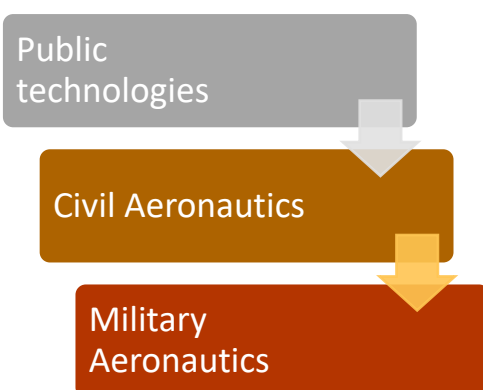 Public
technologies
Civil Aeronautics
Military
Aeronautics